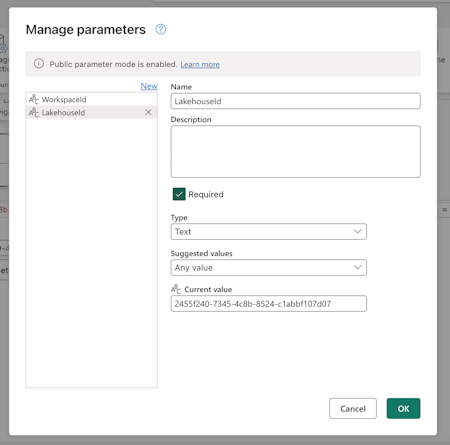 Manage parameters
Public parameter mode is enabled. Learn more
New
WorkspaceId
LakehouseId
Name
LakehouseId
Description
Required
Type
Text
Suggested values
Any value
Current value
2455f240-7345-4c8b-8524-c1abbf107d07
Cancel
OK